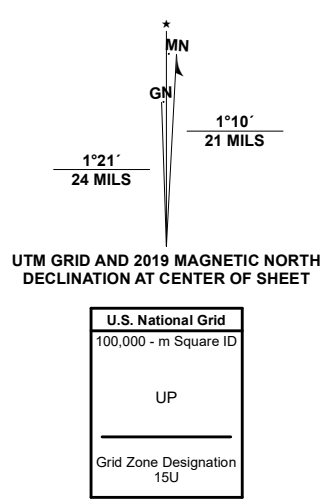 MN
GN
1°10´
21 MILS
1°21´
24 MILS
UTM GRID AND 2019 MAGNETIC NORTH
DECLINATION AT CENTER OF SHEET
U.S. National Grid
100,000 - m Square ID
UP
Grid Zone Designation
15U